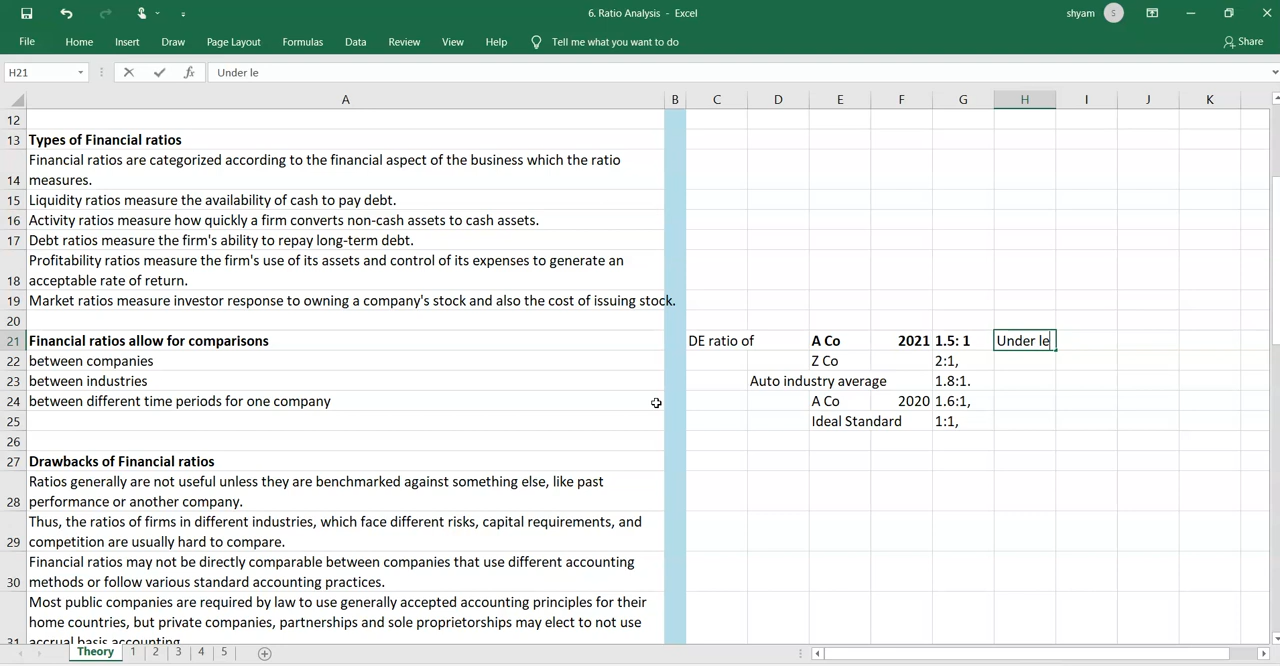 6. Ratio Analysis - Excel
shyam
S
File Home Insert Draw Page Layout Formulas Data Review View Help Tell me what you want to do
Share
H21
fx
Under le
A B C D E F G H I J K
12
13 Types of Financial ratios
Financial ratios are categorized according to the financial aspect of the business which the ratio
14 measures.
15 Liquidity ratios measure the availability of cash to pay debt.
16 Activity ratios measure how quickly a firm converts non-cash assets to cash assets.
17 Debt ratios measure the firm's ability to repay long-term debt.
Profitability ratios measure the firm's use of its assets and control of its expenses to generate an
18 acceptable rate of return.
19 Market ratios measure investor response to owning a company's stock and also the cost of issuing stock.
20
21 Financial ratios allow for comparisons DE ratio of A Co 2021 1.5: 1 Under le
22 between companies Z Co 2:1,
23 between industries Auto industry average 1.8:1.
24 between different time periods for one company A Co 2020 1.6:1,
25 Ideal Standard 1:1,
26
27 Drawbacks of Financial ratios
Ratios generally are not useful unless they are benchmarked against something else, like past
28 performance or another company.
Thus, the ratios of firms in different industries, which face different risks, capital requirements, and
29 competition are usually hard to compare.
Financial ratios may not be directly comparable between companies that use different accounting
30 methods or follow various standard accounting practices.
Most public companies are required by law to use generally accepted accounting principles for their
home countries, but private companies, partnerships and sole proprietorships may elect to not use
31 accrual basis accounting
Theory 1 2 3 4 5